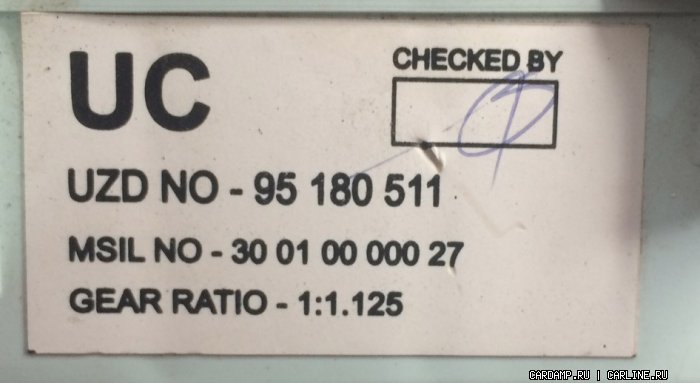 UC
CHECKED BY
UZD NO - 95 180 511
MSIL NO - 30 01 00 000 27
GEAR RATIO - 1:1.125
CARDAMP.RU | CARLINE.RU